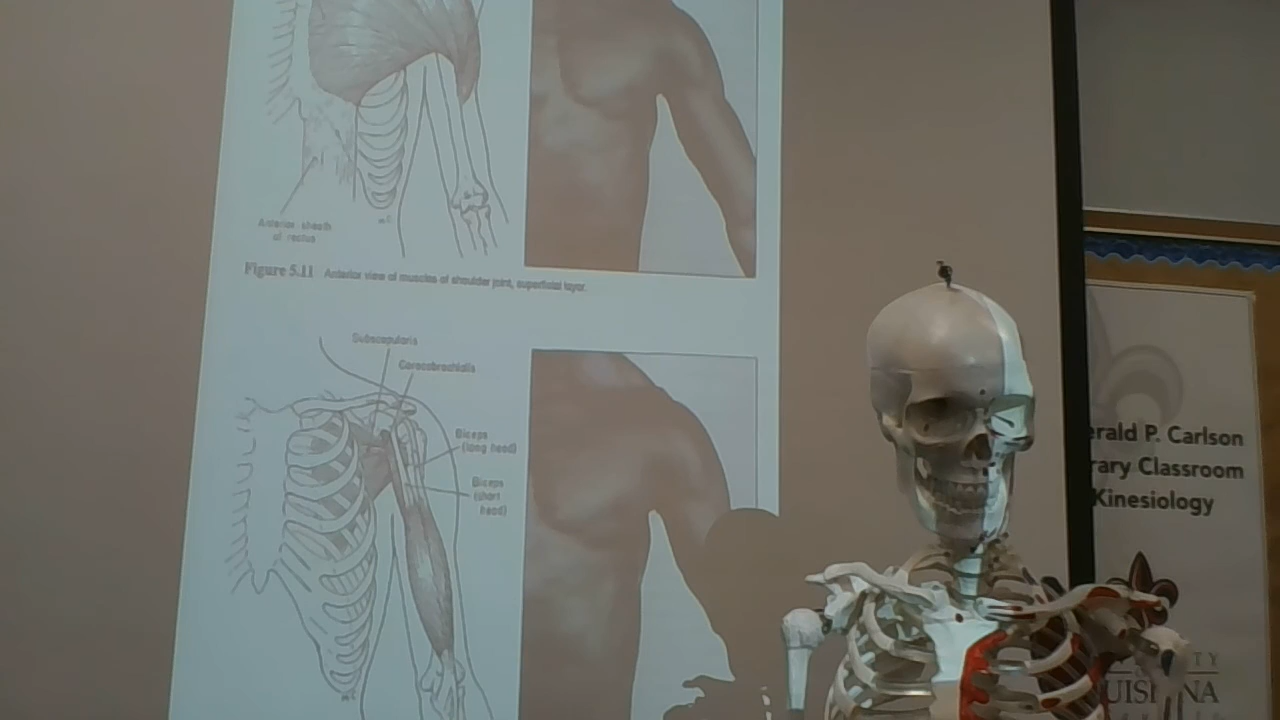 Anterior sheath
of rectus
Figure 5.11 Anterior view of muscles of shoulder joint, superficial layer.
Subscapularis
Coracobrachialis
Biceps
(long head)
Biceps
(short
head)
erald P. Carlson
rary Classroom
Kinesiology